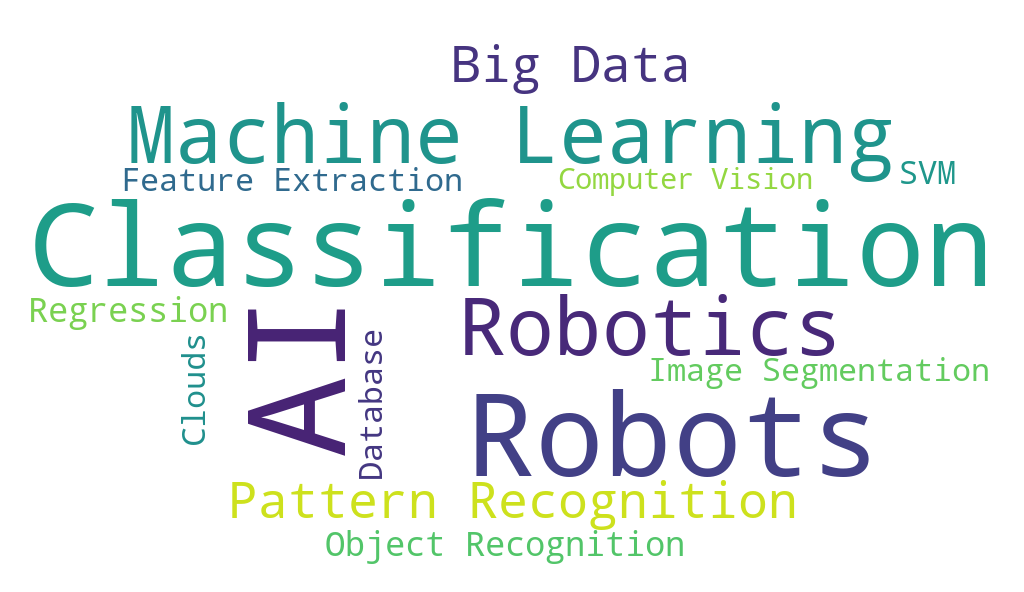 Big Data
Machine Learning
Feature Extraction
Computer Vision
SVM
Classification
Regression
AI
Robotics
Clouds
Database
Image Segmentation
Robots
Pattern Recognition
Object Recognition